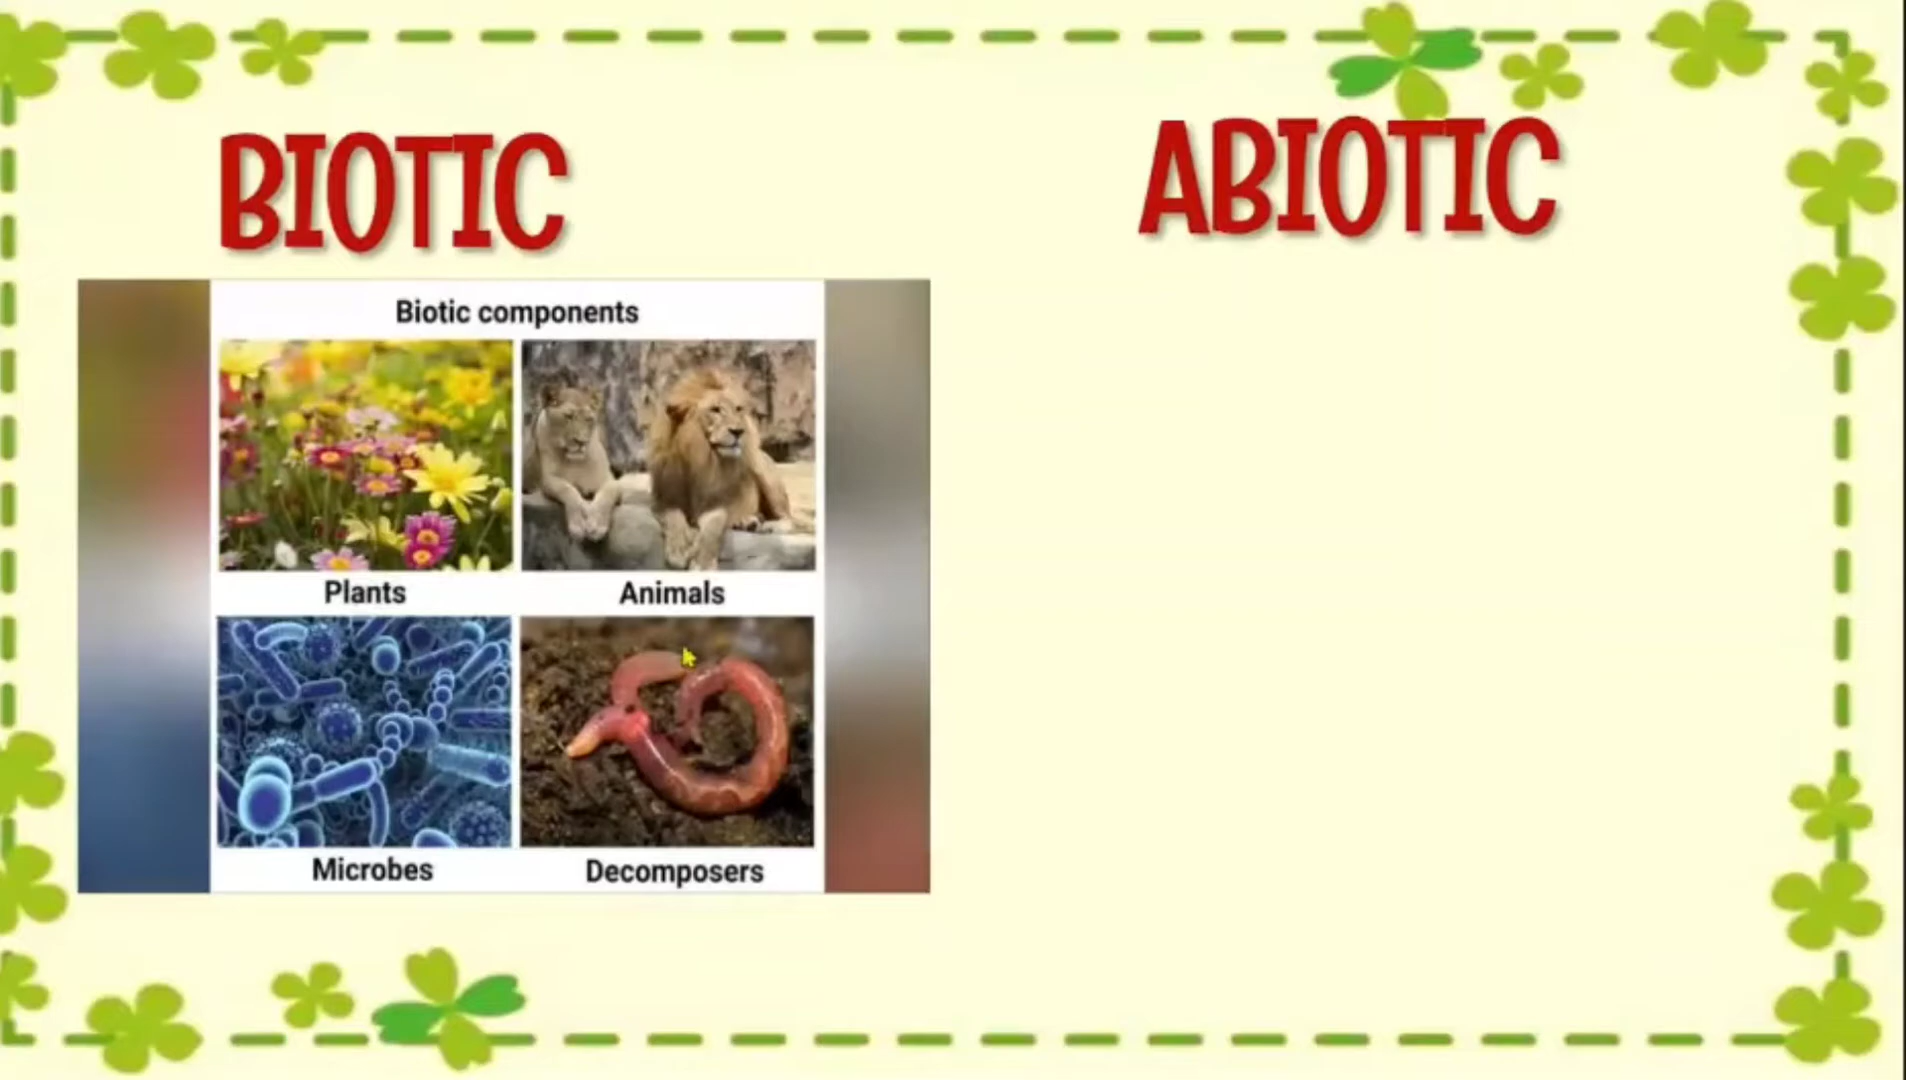 BIOTIC
ABIOTIC
Biotic components
Plants
Animals
Microbes
Decomposers